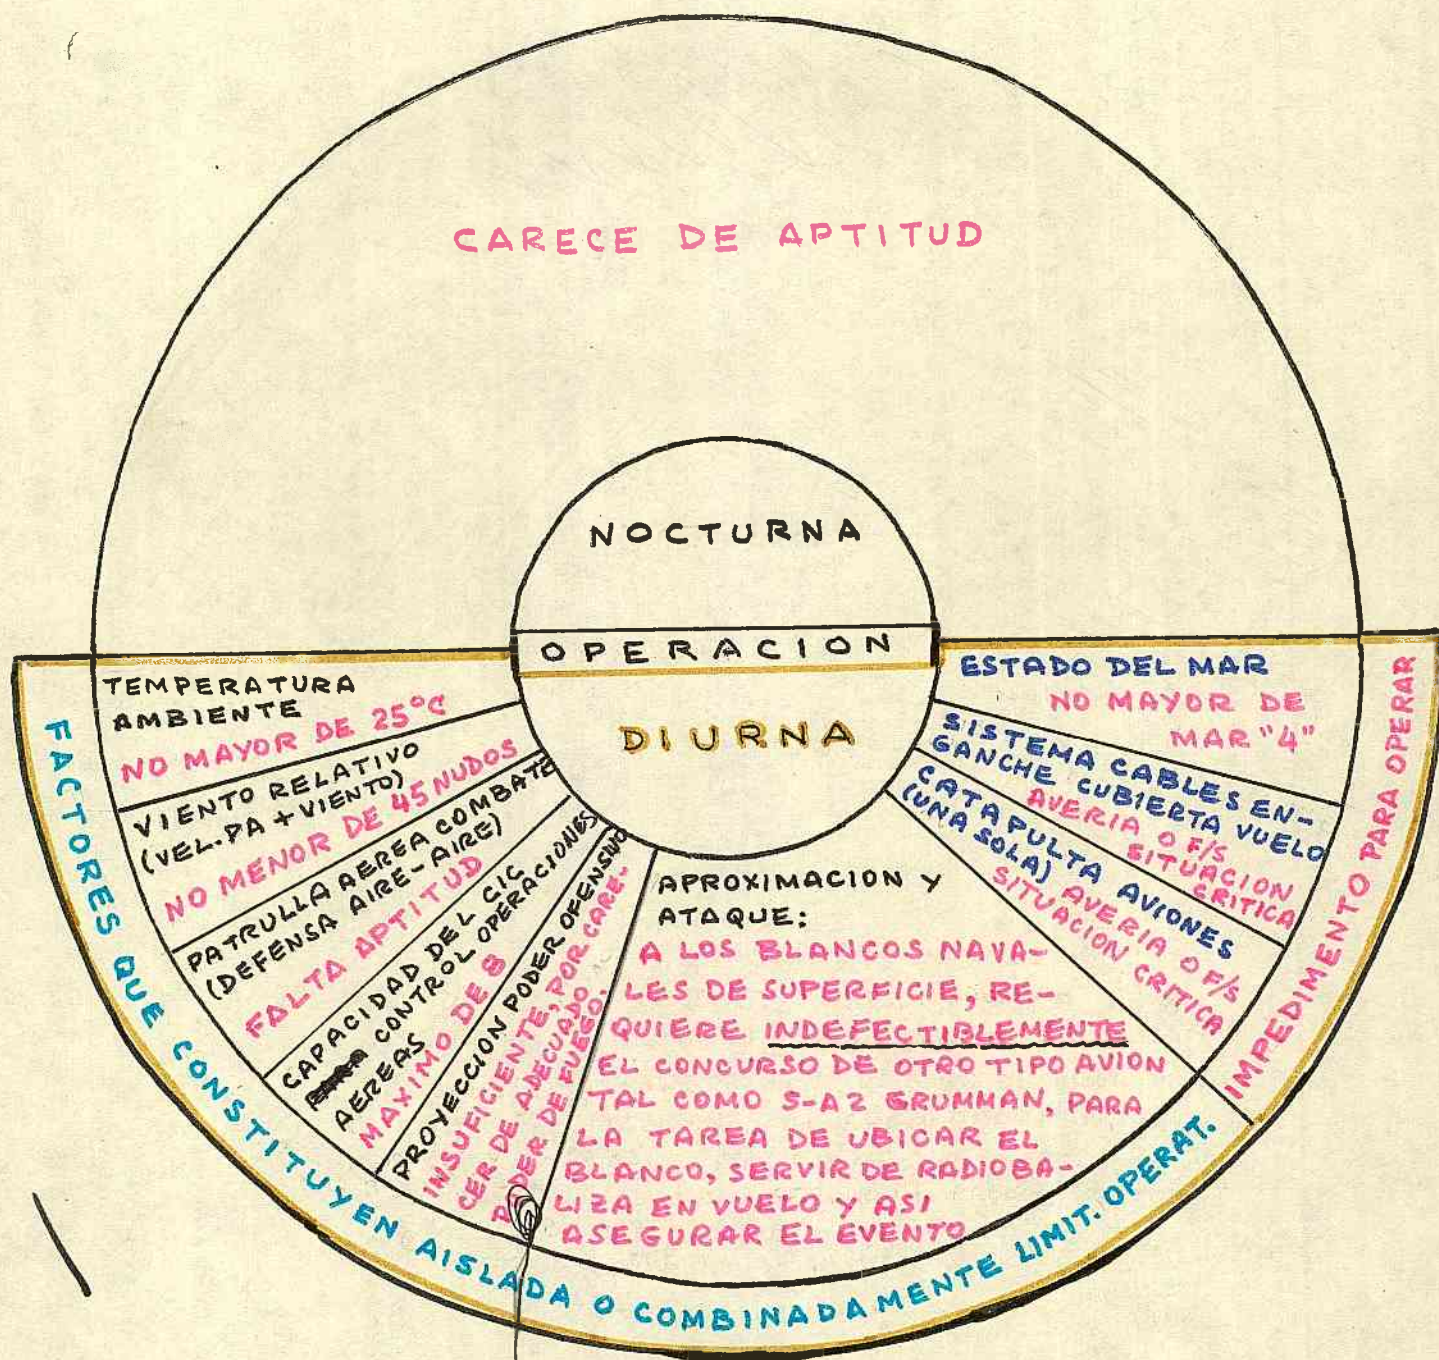 CARECE DE APTITUD
NOCTURNA
OPERACION
DIURNA
TEMPERATURA
AMBIENTE
NO MAYOR DE 25°C
VIENTO RELATIVO
(VEL. PA + VIENTO)
NO MENOR DE 45 NUDOS
PATRULLA AEREA COMBATE
(DEFENSA AIRE-AIRE)
FALTA APTITUD
CAPACIDAD DEL CIC
CONTROL OPERACIONES
AEREAS
MAXIMO DE 8
PROYECCION PODER OFENSIVO
INSUFICIENTE, POR CARE-
CER DE ADECUADO
PODER DE FUEGO.
APROXIMACION Y
ATAQUE:
A LOS BLANCOS NAVA-
LES DE SUPERFICIE, RE-
QUIERE INDEFECTIBLEMENTE
EL CONCURSO DE OTRO TIPO AVION
TAL COMO S-A2 GRUMMAN, PARA
LA TAREA DE UBICAR EL
BLANCO, SERVIR DE RADIOBA-
LIZA EN VUELO Y ASI
ASEGURAR EL EVENTO
CATAPULTA AVIONES
(UNA SOLA) AVERIA O F/S
SITUACION CRITICA
SISTEMA CABLES EN-
GANCHE CUBIERTA VUELO
AVERIA O F/S
SITUACION
CRITICA
ESTADO DEL MAR
NO MAYOR DE
MAR "4"
FACTORES QUE CONSTITUYEN AISLADA O COMBINADAMENTE LIMIT. OPERAT.
IMPEDIMENTO PARA OPERAR